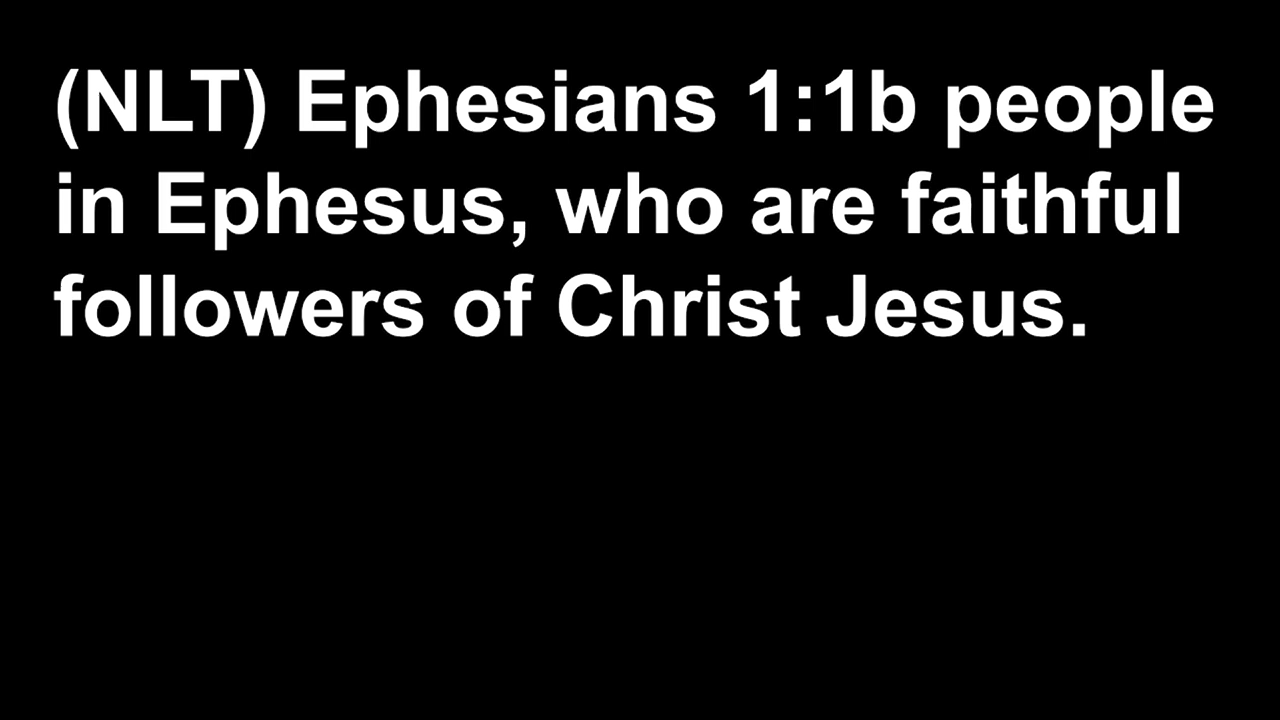 (NLT) Ephesians 1:1b people
in Ephesus, who are faithful
followers of Christ Jesus.